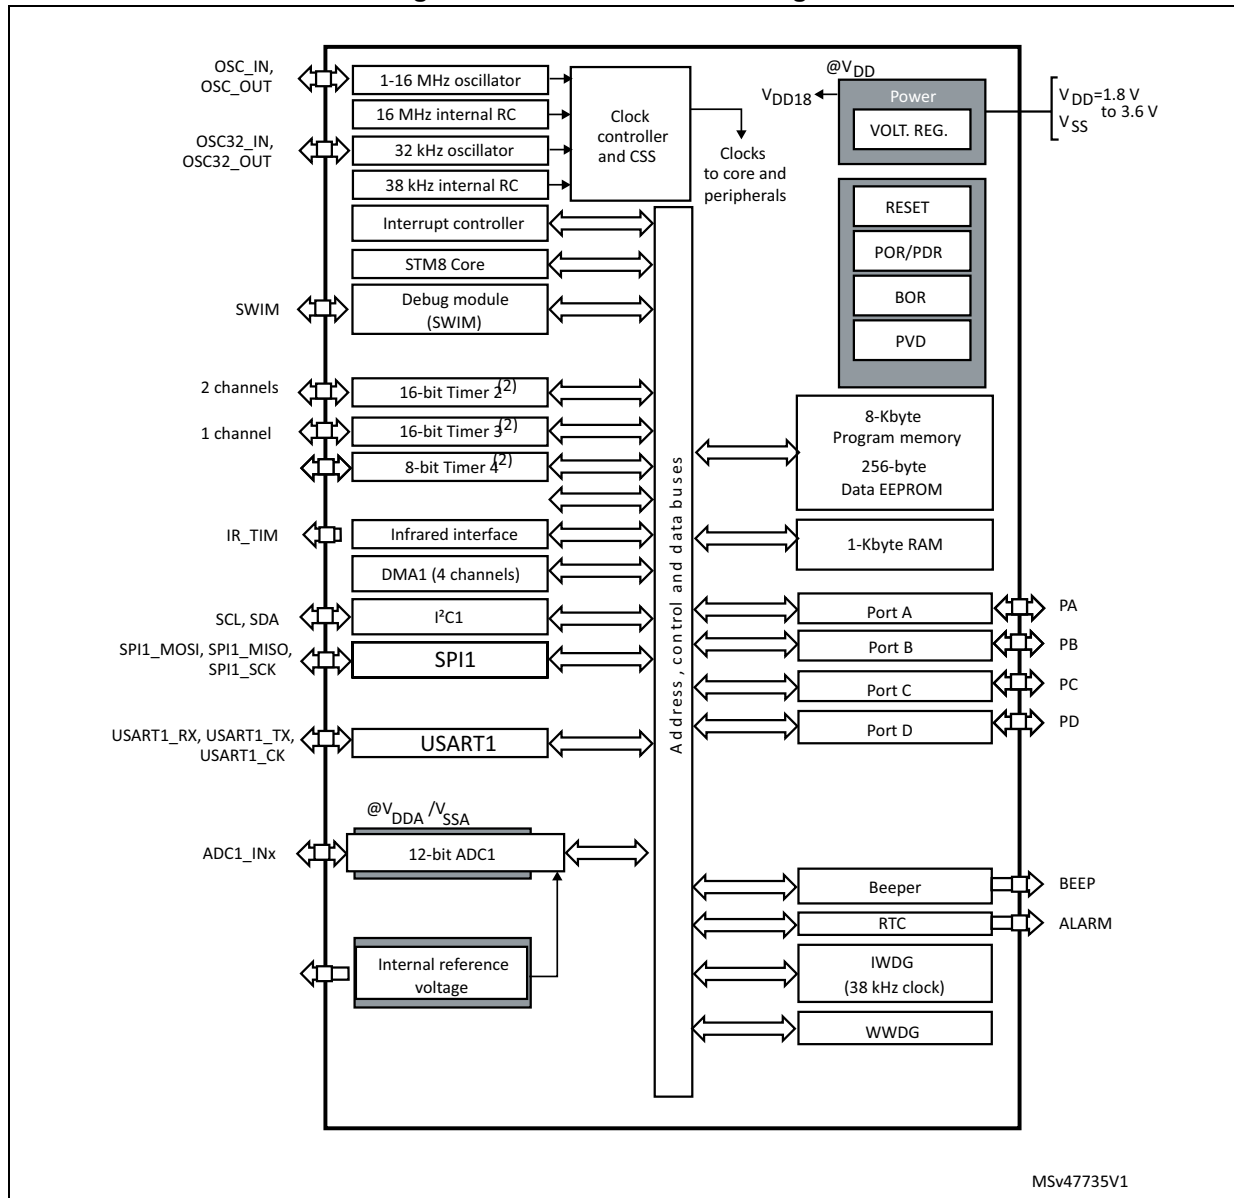 OSC_IN,
OSC_OUT
1-16 MHz oscillator
16 MHz internal RC
OSC32_IN,
OSC32_OUT
32 kHz oscillator
38 kHz internal RC
Clock
controller
and CSS
Clocks
to core and
peripherals
@VDD
VDD18
Power
VOLT. REG.
VDD=1.8 V
to 3.6 V
VSS
RESET
POR/PDR
BOR
PVD
Interrupt controller
STM8 Core
SWIM
Debug module
(SWIM)
2 channels
16-bit Timer 2(2)
1 channel
16-bit Timer 3(2)
8-bit Timer 4(2)
IR_TIM
Infrared interface
DMA1 (4 channels)
SCL, SDA
I²C1
SPI1_MOSI, SPI1_MISO,
SPI1_SCK
SPI1
USART1_RX, USART1_TX,
USART1_CK
USART1
@VDDA /VSSA
ADC1_INx
12-bit ADC1
Internal reference
voltage
Address, control and data buses
8-Kbyte
Program memory
256-byte
Data EEPROM
1-Kbyte RAM
Port A
PA
Port B
PB
Port C
PC
Port D
PD
Beeper
BEEP
RTC
ALARM
IWDG
(38 kHz clock)
WWDG
MSv47735V1